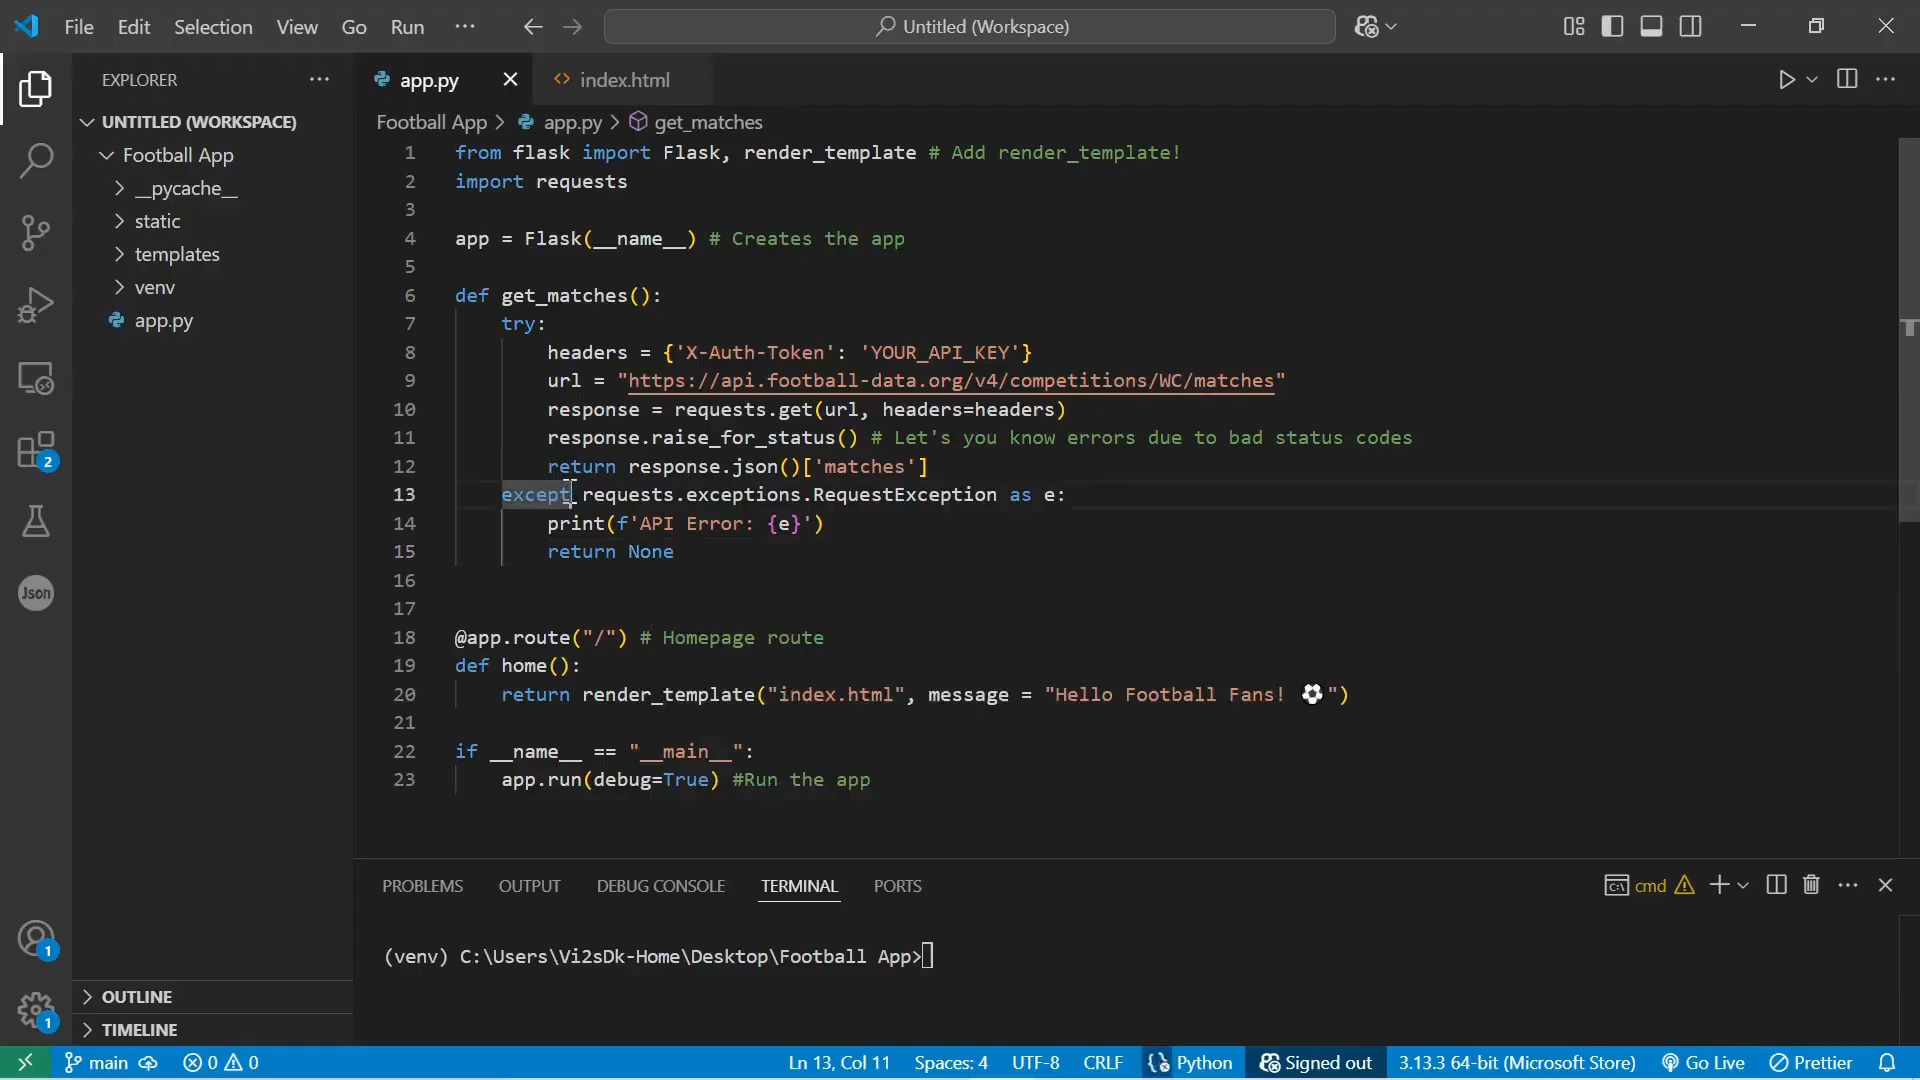 File Edit Selection View Go Run ··· Untitled (Workspace)
EXPLORER ···
app.py
index.html
UNTITLED (WORKSPACE)
Football App
__pycache__
static
templates
venv
app.py
Football App > app.py > get_matches
1 from flask import Flask, render_template # Add render_template!
2 import requests
3
4 app = Flask(__name__) # Creates the app
5
6 def get_matches():
7 try:
8 headers = {'X-Auth-Token': 'YOUR_API_KEY'}
9 url = "https://api.football-data.org/v4/competitions/WC/matches"
10 response = requests.get(url, headers=headers)
11 response.raise_for_status() # Let's you know errors due to bad status codes
12 return response.json()['matches']
13 except requests.exceptions.RequestException as e:
14 print(f'API Error: {e}')
15 return None
16
17
18 @app.route("/") # Homepage route
19 def home():
20 return render_template("index.html", message = "Hello Football Fans! ⚽")
21
22 if __name__ == "__main__":
23 app.run(debug=True) #Run the app
2
Json
1
1
PROBLEMS OUTPUT DEBUG CONSOLE TERMINAL PORTS cmd
(venv) C:\Users\Vi2sDk-Home\Desktop\Football App>
OUTLINE
TIMELINE
main 0 0 Ln 13, Col 11 Spaces: 4 UTF-8 CRLF Python Signed out 3.13.3 64-bit (Microsoft Store) Go Live Prettier